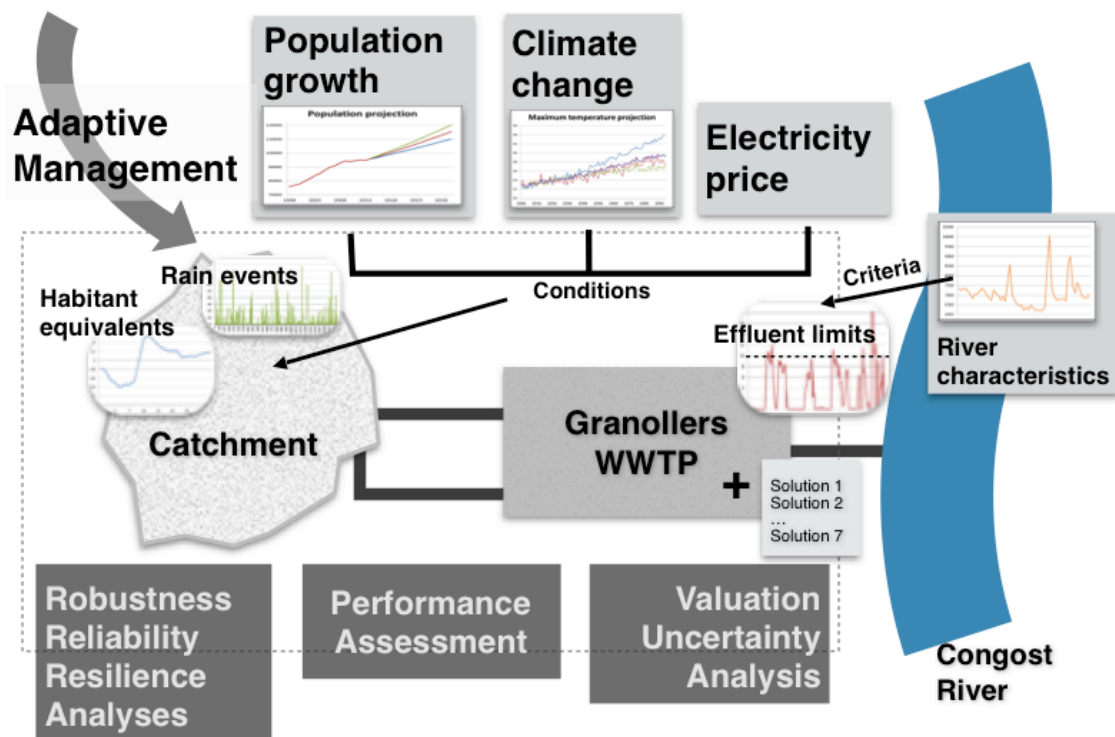 Population
growth
Population projection
Climate
change
Maximum temperature projection
Electricity
price
Adaptive
Management
Rain events
Habitant
equivalents
Conditions
Criteria
Effluent limits
River
characteristics
Catchment
Granollers
WWTP
+
Solution 1
Solution 2
...
Solution 7
Robustness
Reliability
Resilience
Analyses
Performance
Assessment
Valuation
Uncertainty
Analysis
Congost
River